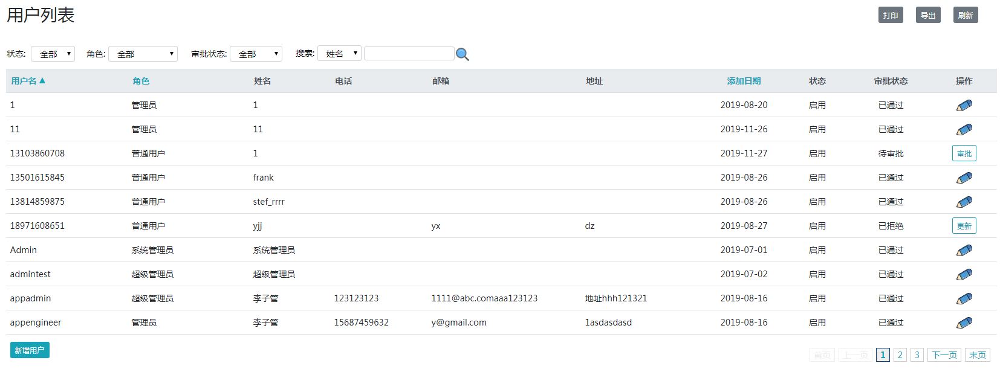 用户列表
打印 导出 刷新
状态: 全部 角色: 全部 审批状态: 全部 搜索: 姓名
用户名▲ 角色 姓名 电话 邮箱 地址 添加日期 状态 审批状态 操作
1 管理员 1 2019-08-20 启用 已通过
11 管理员 11 2019-11-26 启用 已通过
13103860708 普通用户 1 2019-11-27 启用 待审批 审批
13501615845 普通用户 frank 2019-08-26 启用 已通过
13814859875 普通用户 stef_rrrr 2019-08-26 启用 已通过
18971608651 普通用户 yjj yx dz 2019-08-27 启用 已拒绝 更新
Admin 系统管理员 系统管理员 2019-07-01 启用 已通过
admintest 超级管理员 超级管理员 2019-07-02 启用 已通过
appadmin 超级管理员 李子管 123123123 1111@abc.comaaa123123 地址hhh121321 2019-08-16 启用 已通过
appengineer 管理员 李子管 15687459632 y@gmail.com 1asdasdasd 2019-08-16 启用 已通过
新增用户
首页 上一页 1 2 3 下一页 末页